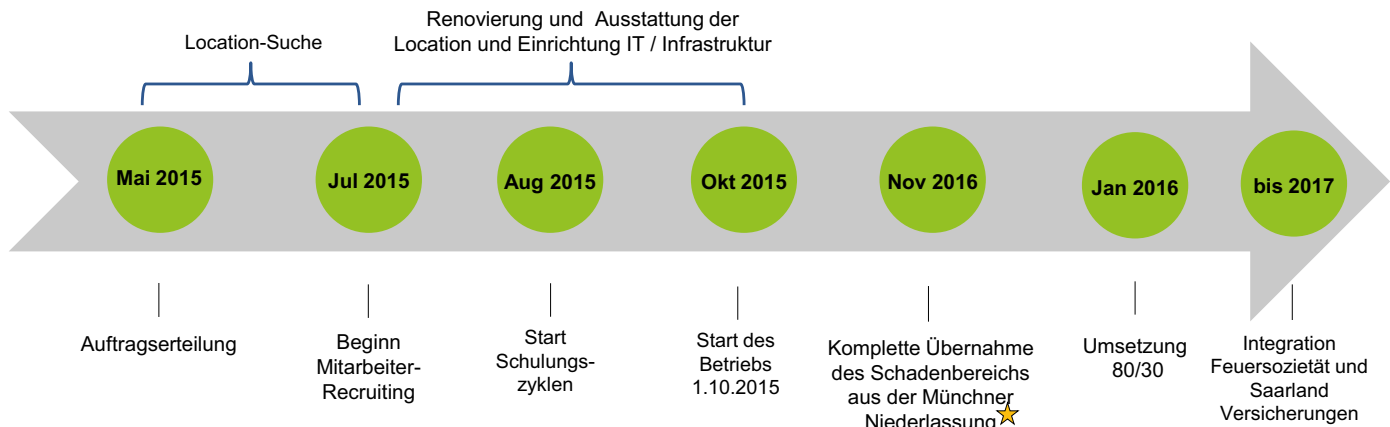 Location-Suche
Renovierung und Ausstattung der
Location und Einrichtung IT / Infrastruktur
Mai 2015
Jul 2015
Aug 2015
Okt 2015
Nov 2016
Jan 2016
bis 2017
Auftragserteilung
Beginn
Mitarbeiter-
Recruiting
Start
Schulungs-
zyklen
Start des
Betriebs
1.10.2015
Komplette Übernahme
des Schadenbereichs
aus der Münchner
Niederlassung
Umsetzung
80/30
Integration
Feuersozietät und
Saarland
Versicherungen